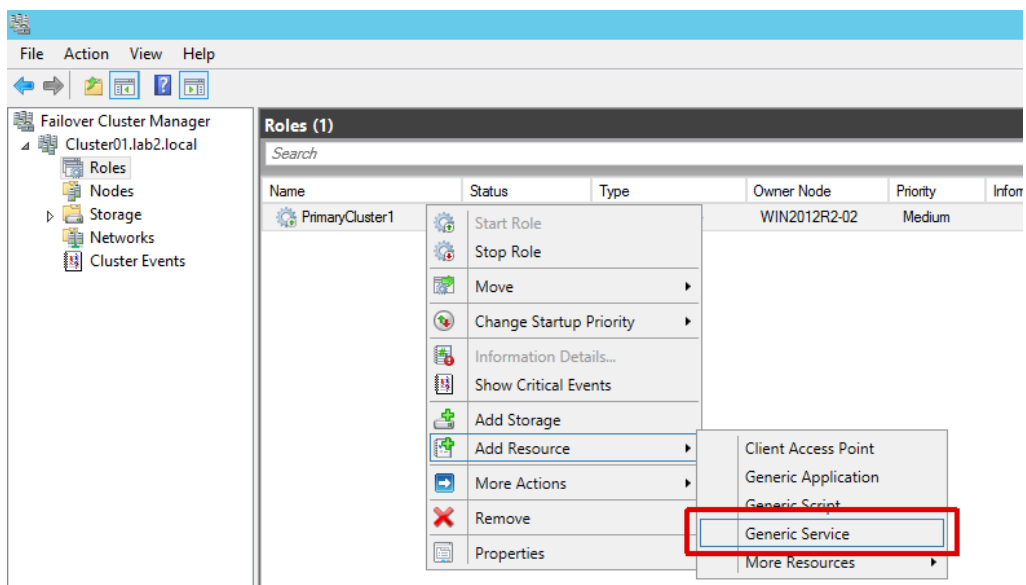 File Action View Help
Failover Cluster Manager
Cluster01.lab2.local
Roles
Nodes
Storage
Networks
Cluster Events
Roles (1)
Search
Name Status Type Owner Node Priority Infor
PrimaryCluster1 WIN2012R2-02 Medium
Start Role
Stop Role
Move
Change Startup Priority
Information Details...
Show Critical Events
Add Storage
Add Resource
More Actions
Remove
Properties
Client Access Point
Generic Application
Generic Script
Generic Service
More Resources